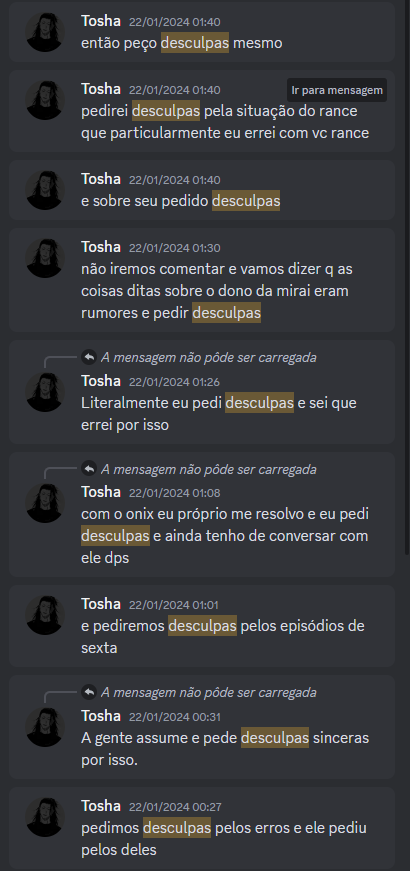 Tosha 22/01/2024 01:40
então peço desculpas mesmo
Tosha 22/01/2024 01:40
Ir para mensagem
pedirei desculpas pela situação do rance
que particularmente eu errei com vc rance
Tosha 22/01/2024 01:40
e sobre seu pedido desculpas
Tosha 22/01/2024 01:30
não iremos comentar e vamos dizer q as
coisas ditas sobre o dono da mirai eram
rumores e pedir desculpas
A mensagem não pôde ser carregada
Tosha 22/01/2024 01:26
Literalmente eu pedi desculpas e sei que
errei por isso
A mensagem não pôde ser carregada
Tosha 22/01/2024 01:08
com o onix eu próprio me resolvo e eu pedi
desculpas e ainda tenho de conversar com
ele dps
Tosha 22/01/2024 01:01
e pediremos desculpas pelos episódios de
sexta
A mensagem não pôde ser carregada
Tosha 22/01/2024 00:31
A gente assume e pede desculpas sinceras
por isso.
Tosha 22/01/2024 00:27
pedimos desculpas pelos erros e ele pediu
pelos deles